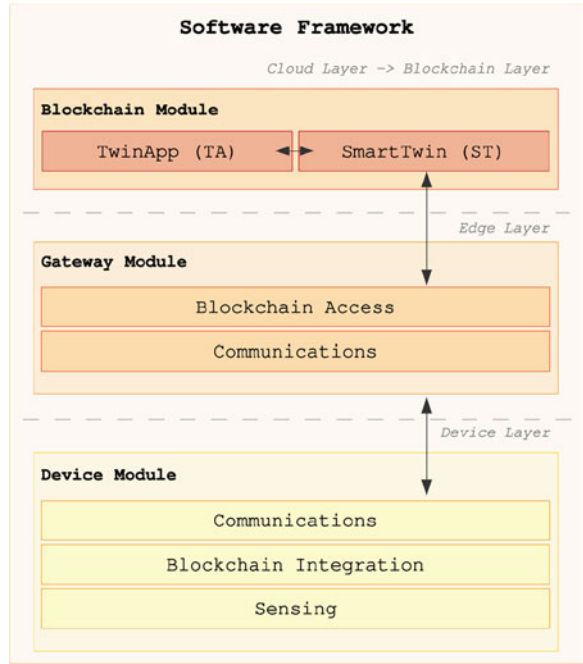 Software Framework
Cloud Layer -> Blockchain Layer
Blockchain Module
TwinApp (TA)
SmartTwin (ST)
Edge Layer
Gateway Module
Blockchain Access
Communications
Device Layer
Device Module
Communications
Blockchain Integration
Sensing